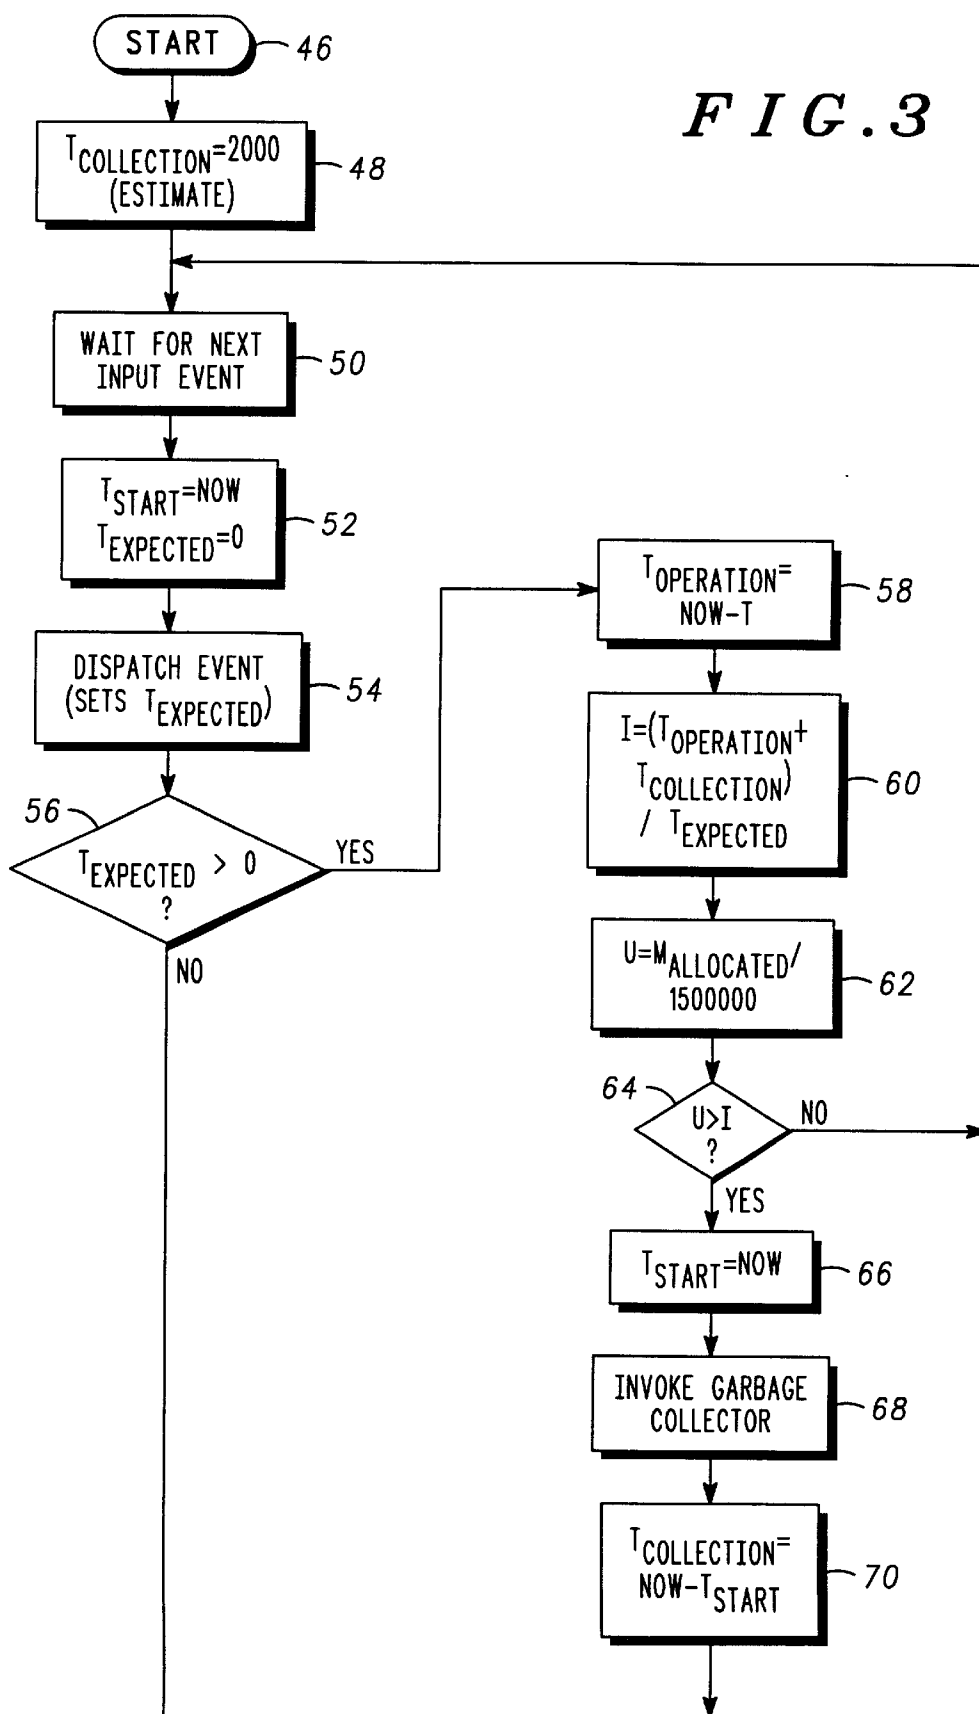 START
46
FIG.3
TCOLLECTION=2000
(ESTIMATE)
48
WAIT FOR NEXT
INPUT EVENT
50
TSTART=NOW
TEXPECTED=0
52
DISPATCH EVENT
(SETS TEXPECTED)
54
56
TEXPECTED > 0
?
YES
NO
TOPERATION=
NOW-T
58
I=(TOPERATION+
TCOLLECTION)
/ TEXPECTED
60
U=MALLOCATED/
1500000
62
64
U>I
?
NO
YES
TSTART=NOW
66
INVOKE GARBAGE
COLLECTOR
68
TCOLLECTION=
NOW-TSTART
70